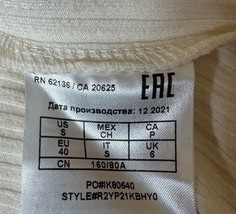 RN 62136 / CA 20625
EAC
Дата производства: 12.2021
US MEX CA
S CH P
EU IT UK
40 S 6
CN 160/80A
PO#IK80640
STYLE#R2YP21KBHY0